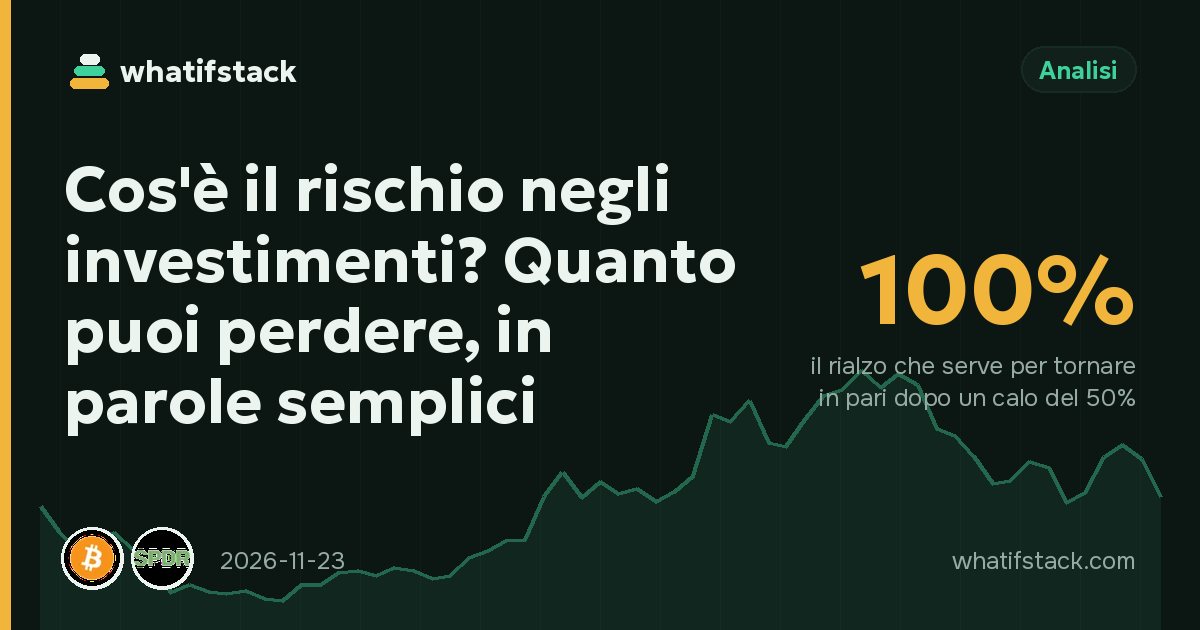 whatifstack
Analisi
Cos'è il rischio negli
investimenti? Quanto
puoi perdere, in
parole semplici
100%
il rialzo che serve per tornare
in pari dopo un calo del 50%
SPDR
2026-11-23
whatifstack.com